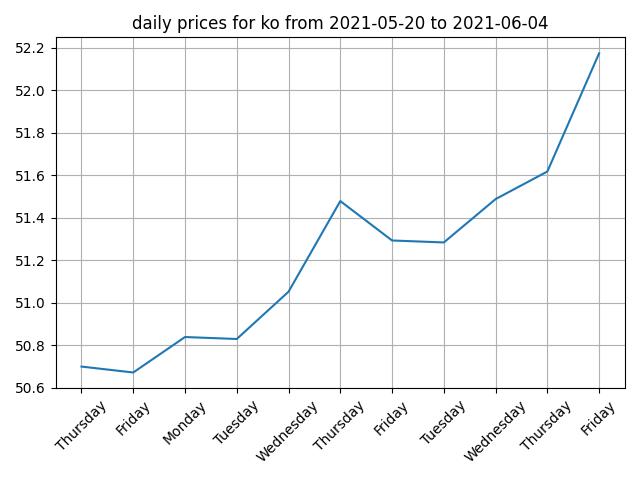 daily prices for ko from 2021-05-20 to 2021-06-04
52.2
52.0
51.8
51.6
51.4
51.2
51.0
50.8
50.6
Thursday
Friday
Monday
Tuesday
Wednesday
Thursday
Friday
Tuesday
Wednesday
Thursday
Friday